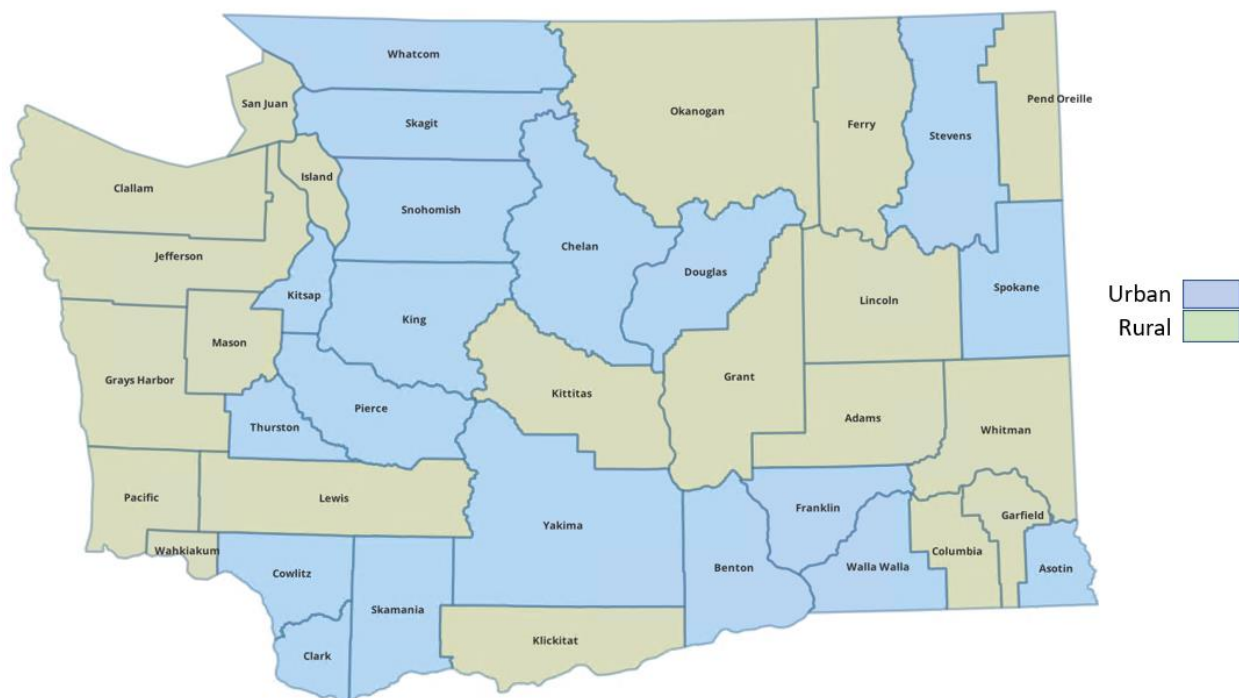 Whatcom
San Juan
Skagit
Okanogan
Ferry
Stevens
Pend Oreille
Clallam
Island
Snohomish
Chelan
Jefferson
Douglas
Kitsap
King
Lincoln
Spokane
Mason
Grays Harbor
Pierce
Kittitas
Grant
Adams
Thurston
Whitman
Pacific
Lewis
Yakima
Franklin
Garfield
Wahkiakum
Columbia
Cowlitz
Benton
Walla Walla
Asotin
Skamania
Klickitat
Clark
Urban
Rural